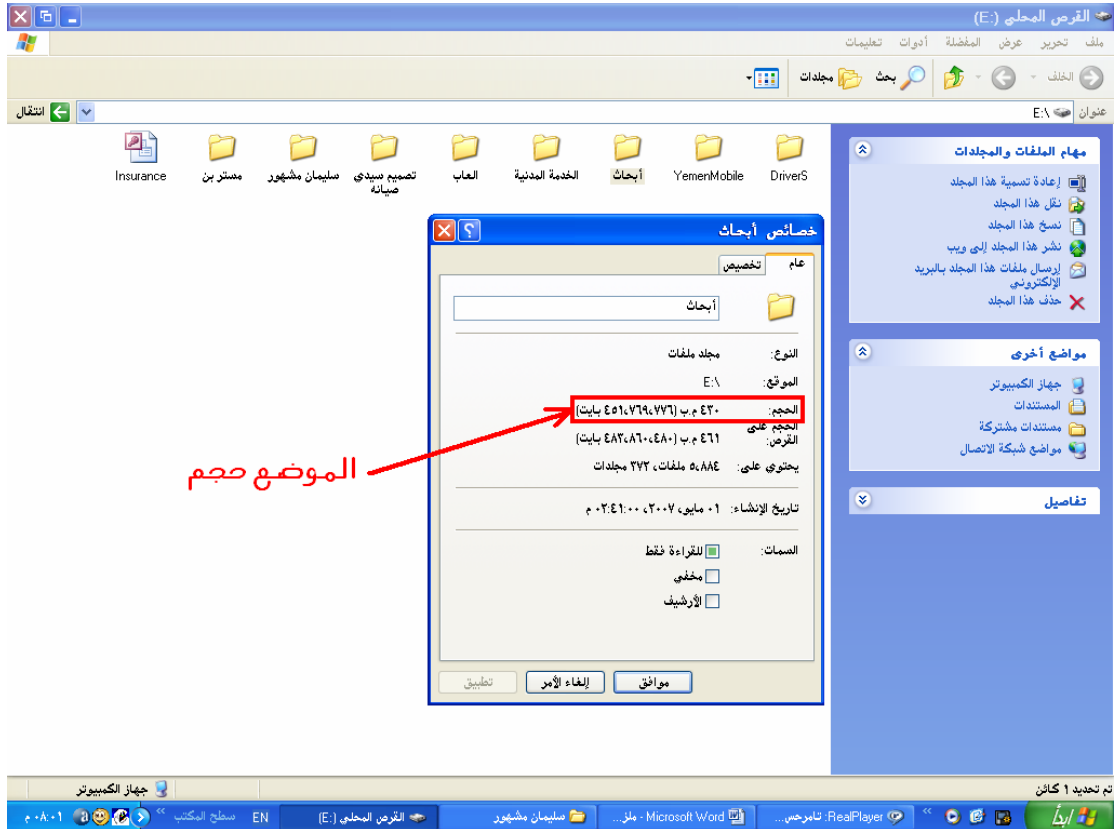 القرص المحلي (E:)
ملف تحرير عرض المفضلة أدوات تعليمات
الخلف بحث مجلدات
عنوان E:\ انتقال
مهام الملفات والمجلدات
إعادة تسمية هذا المجلد
نقل هذا المجلد
نسخ هذا المجلد
نشر هذا المجلد إلى ويب
إرسال ملفات هذا المجلد بالبريد
الإلكتروني
حذف هذا المجلد
مواضع أخرى
جهاز الكمبيوتر
المستندات
مستندات مشتركة
مواضع شبكة الاتصال
تفاصيل
DriverS YemenMobile أبحاث الخدمة المدنية العاب تصميم سيدي سليمان مشهور مستر بن Insurance
صيانه
خصائص أبحاث
عام تخصيص
أبحاث
النوع: مجلد ملفات
الموقع: E:\
الحجم: ٤٣٠ م.ب (٤٥١،٧٦٩،٧٧٦ بايت)
الحجم على
القرص: ٤٦١ م.ب (٤٨٣،٨٦٠،٤٨٠ بايت)
يحتوي على: ٥،٨٨٤ ملفات، ٣٧٢ مجلدات
تاريخ الإنشاء: ٠١ مايو، ٢٠٠٧، ٠٢:٤١:٠٠ م
السمات: للقراءة فقط
مخفي
الأرشيف
موافق إلغاء الأمر تطبيق
الموضع حجم
تم تحديد ١ كائن جهاز الكمبيوتر
ابدأ RealPlayer: تامرحس... Microsoft Word - ملز... سليمان مشهور القرص المحلي (E:) EN سطح المكتب ٠٨:٠١ م